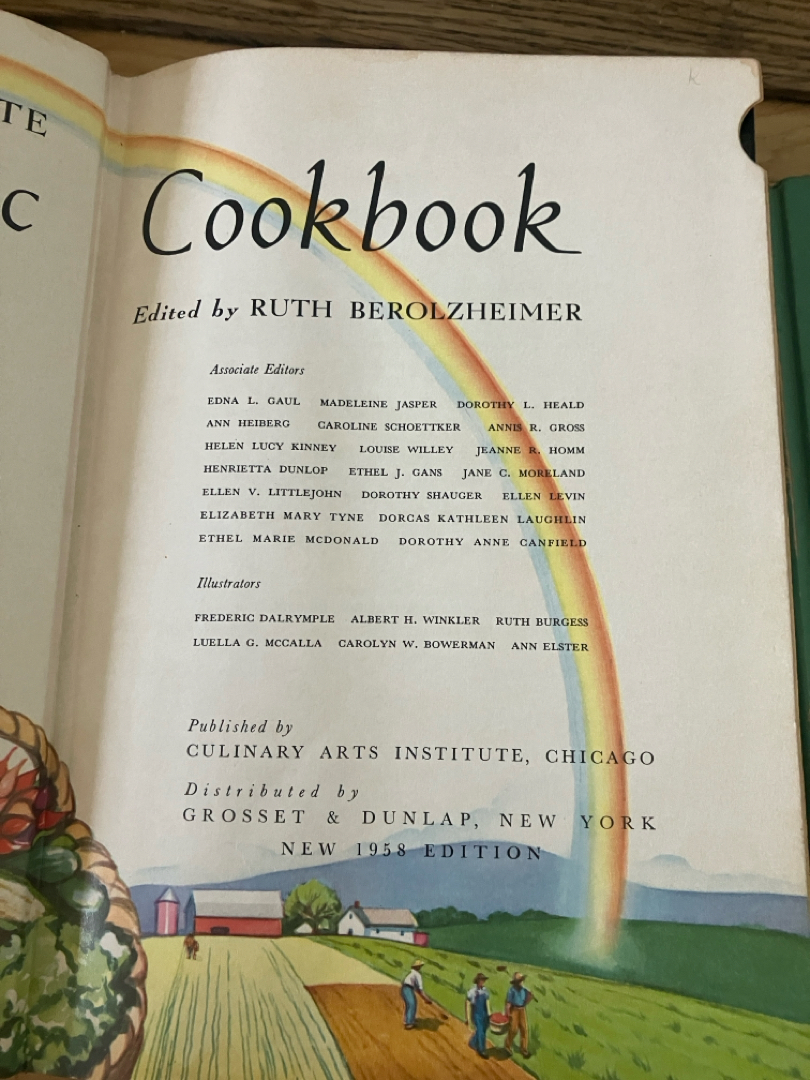 TE
C
k
Cookbook
Edited by RUTH BEROLZHEIMER
Associate Editors
EDNA L. GAUL MADELEINE JASPER DOROTHY L. HEALD
ANN HEIBERG CAROLINE SCHOETTKER ANNIS R. GROSS
HELEN LUCY KINNEY LOUISE WILLEY JEANNE R. HOMM
HENRIETTA DUNLOP ETHEL J. GANS JANE C. MORELAND
ELLEN V. LITTLEJOHN DOROTHY SHAUGER ELLEN LEVIN
ELIZABETH MARY TYNE DORCAS KATHLEEN LAUGHLIN
ETHEL MARIE MCDONALD DOROTHY ANNE CANFIELD
Illustrators
FREDERIC DALRYMPLE ALBERT H. WINKLER RUTH BURGESS
LUELLA G. MCCALLA CAROLYN W. BOWERMAN ANN ELSTER
Published by
CULINARY ARTS INSTITUTE, CHICAGO
Distributed by
GROSSET & DUNLAP, NEW YORK
NEW 1958 EDITION